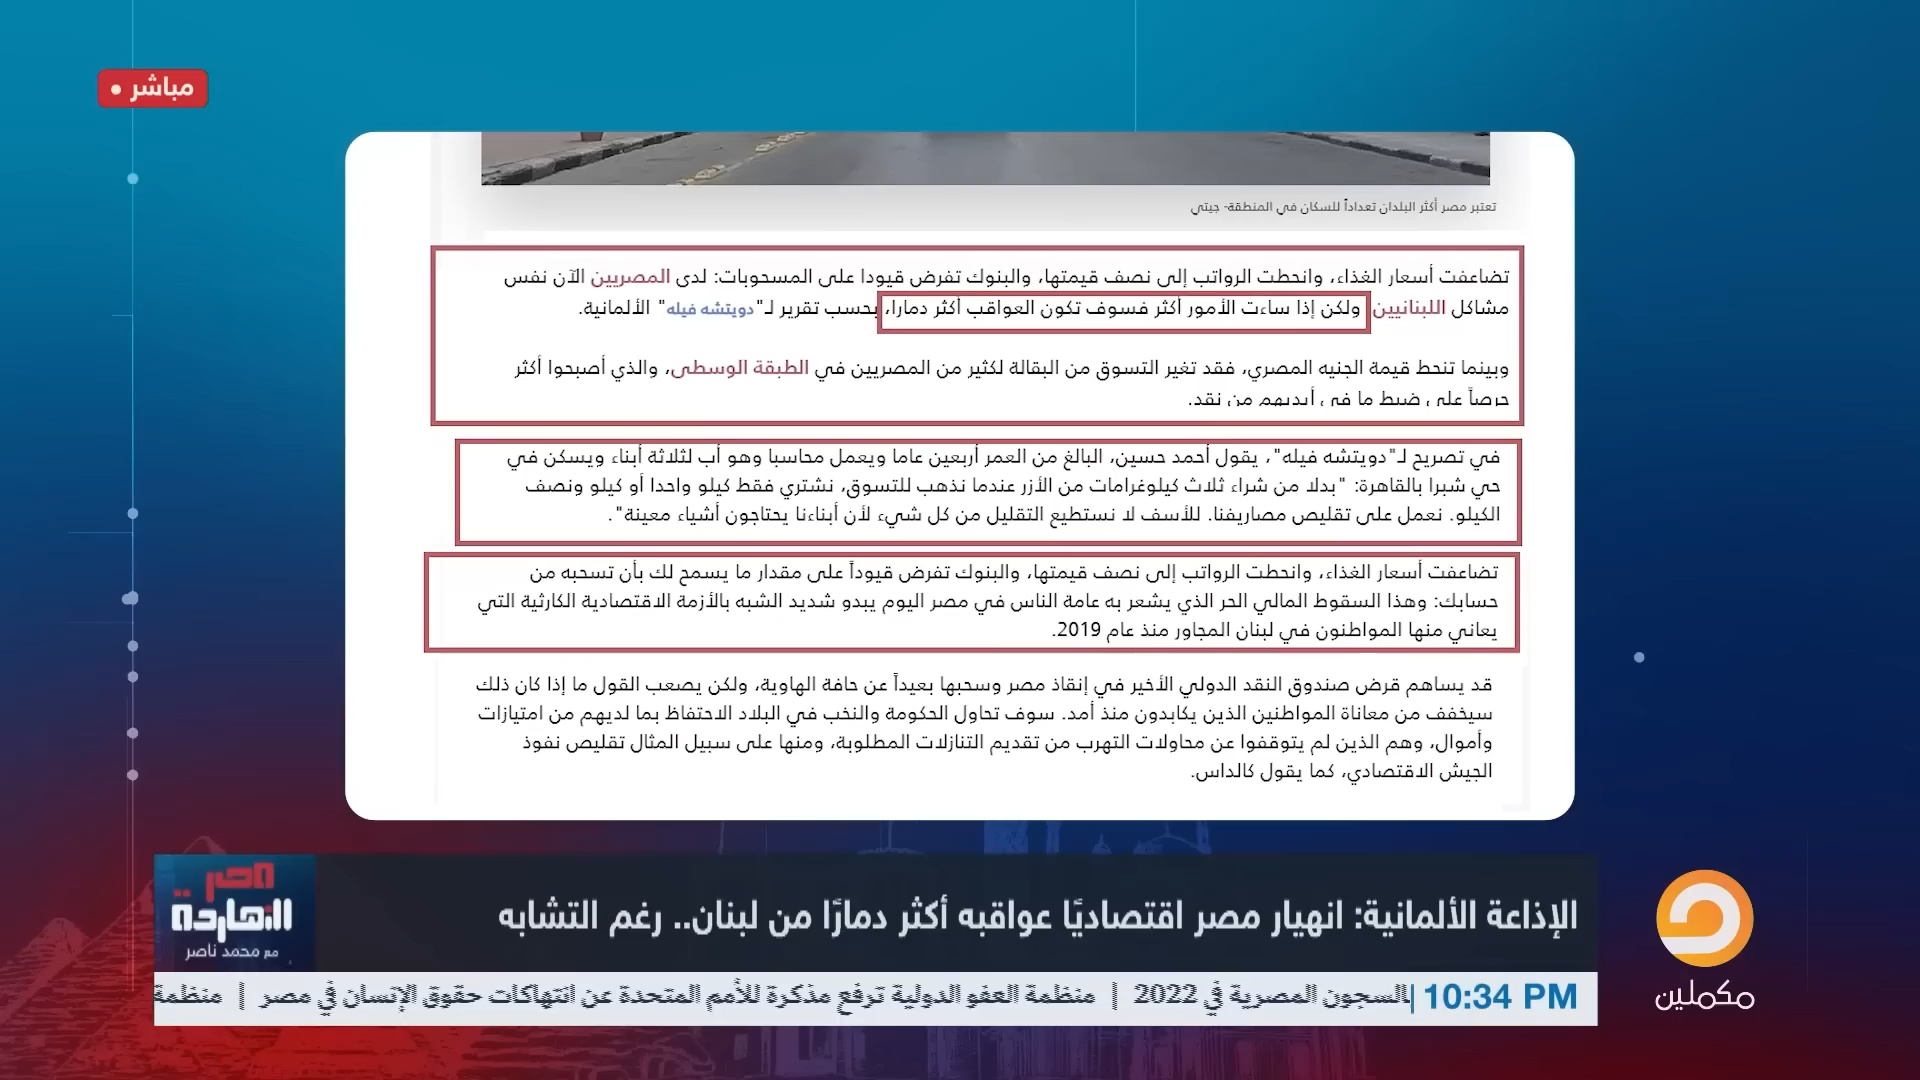 مباشر
تعتبر مصر أكثر البلدان تعداداً للسكان في المنطقة- جيتي
تضاعفت أسعار الغذاء، وانحطت الرواتب إلى نصف قيمتها، والبنوك تفرض قيودا على المسحوبات: لدى المصريين الآن نفس
مشاكل اللبنانيين ولكن إذا ساءت الأمور أكثر فسوف تكون العواقب أكثر دمارا، بحسب تقرير لـ"دويتشه فيله" الألمانية.
وبينما تنحط قيمة الجنيه المصري، فقد تغير التسوق من البقالة لكثير من المصريين في الطبقة الوسطى، والذي أصبحوا أكثر
حرصاً على ضبط ما في أيديهم من نقد.
في تصريح لـ"دويتشه فيله"، يقول أحمد حسين، البالغ من العمر أربعين عاما ويعمل محاسبا وهو أب لثلاثة أبناء ويسكن في
حي شبرا بالقاهرة: "بدلا من شراء ثلاث كيلوغرامات من الأزر عندما نذهب للتسوق، نشتري فقط كيلو واحدا أو كيلو ونصف
الكيلو. نعمل على تقليص مصاريفنا. للأسف لا نستطيع التقليل من كل شيء لأن أبناءنا يحتاجون أشياء معينة".
تضاعفت أسعار الغذاء، وانحطت الرواتب إلى نصف قيمتها، والبنوك تفرض قيوداً على مقدار ما يسمح لك بأن تسحبه من
حسابك: وهذا السقوط المالي الحر الذي يشعر به عامة الناس في مصر اليوم يبدو شديد الشبه بالأزمة الاقتصادية الكارثية التي
يعاني منها المواطنون في لبنان المجاور منذ عام 2019.
قد يساهم قرض صندوق النقد الدولي الأخير في إنقاذ مصر وسحبها بعيداً عن حافة الهاوية، ولكن يصعب القول ما إذا كان ذلك
سيخفف من معاناة المواطنين الذين يكابدون منذ أمد. سوف تحاول الحكومة والنخب في البلاد الاحتفاظ بما لديهم من امتيازات
وأموال، وهم الذين لم يتوقفوا عن محاولات التهرب من تقديم التنازلات المطلوبة، ومنها على سبيل المثال تقليص نفوذ
الجيش الاقتصادي، كما يقول كالداس.
الإذاعة الألمانية: انهيار مصر اقتصاديًا عواقبه أكثر دمارًا من لبنان.. رغم التشابه
مصر
النهاردة
مع محمد ناصر
10:34 PM
بالسجون المصرية في 2022 | منظمة العفو الدولية ترفع مذكرة للأمم المتحدة عن انتهاكات حقوق الإنسان في مصر | منظمة
مكملين